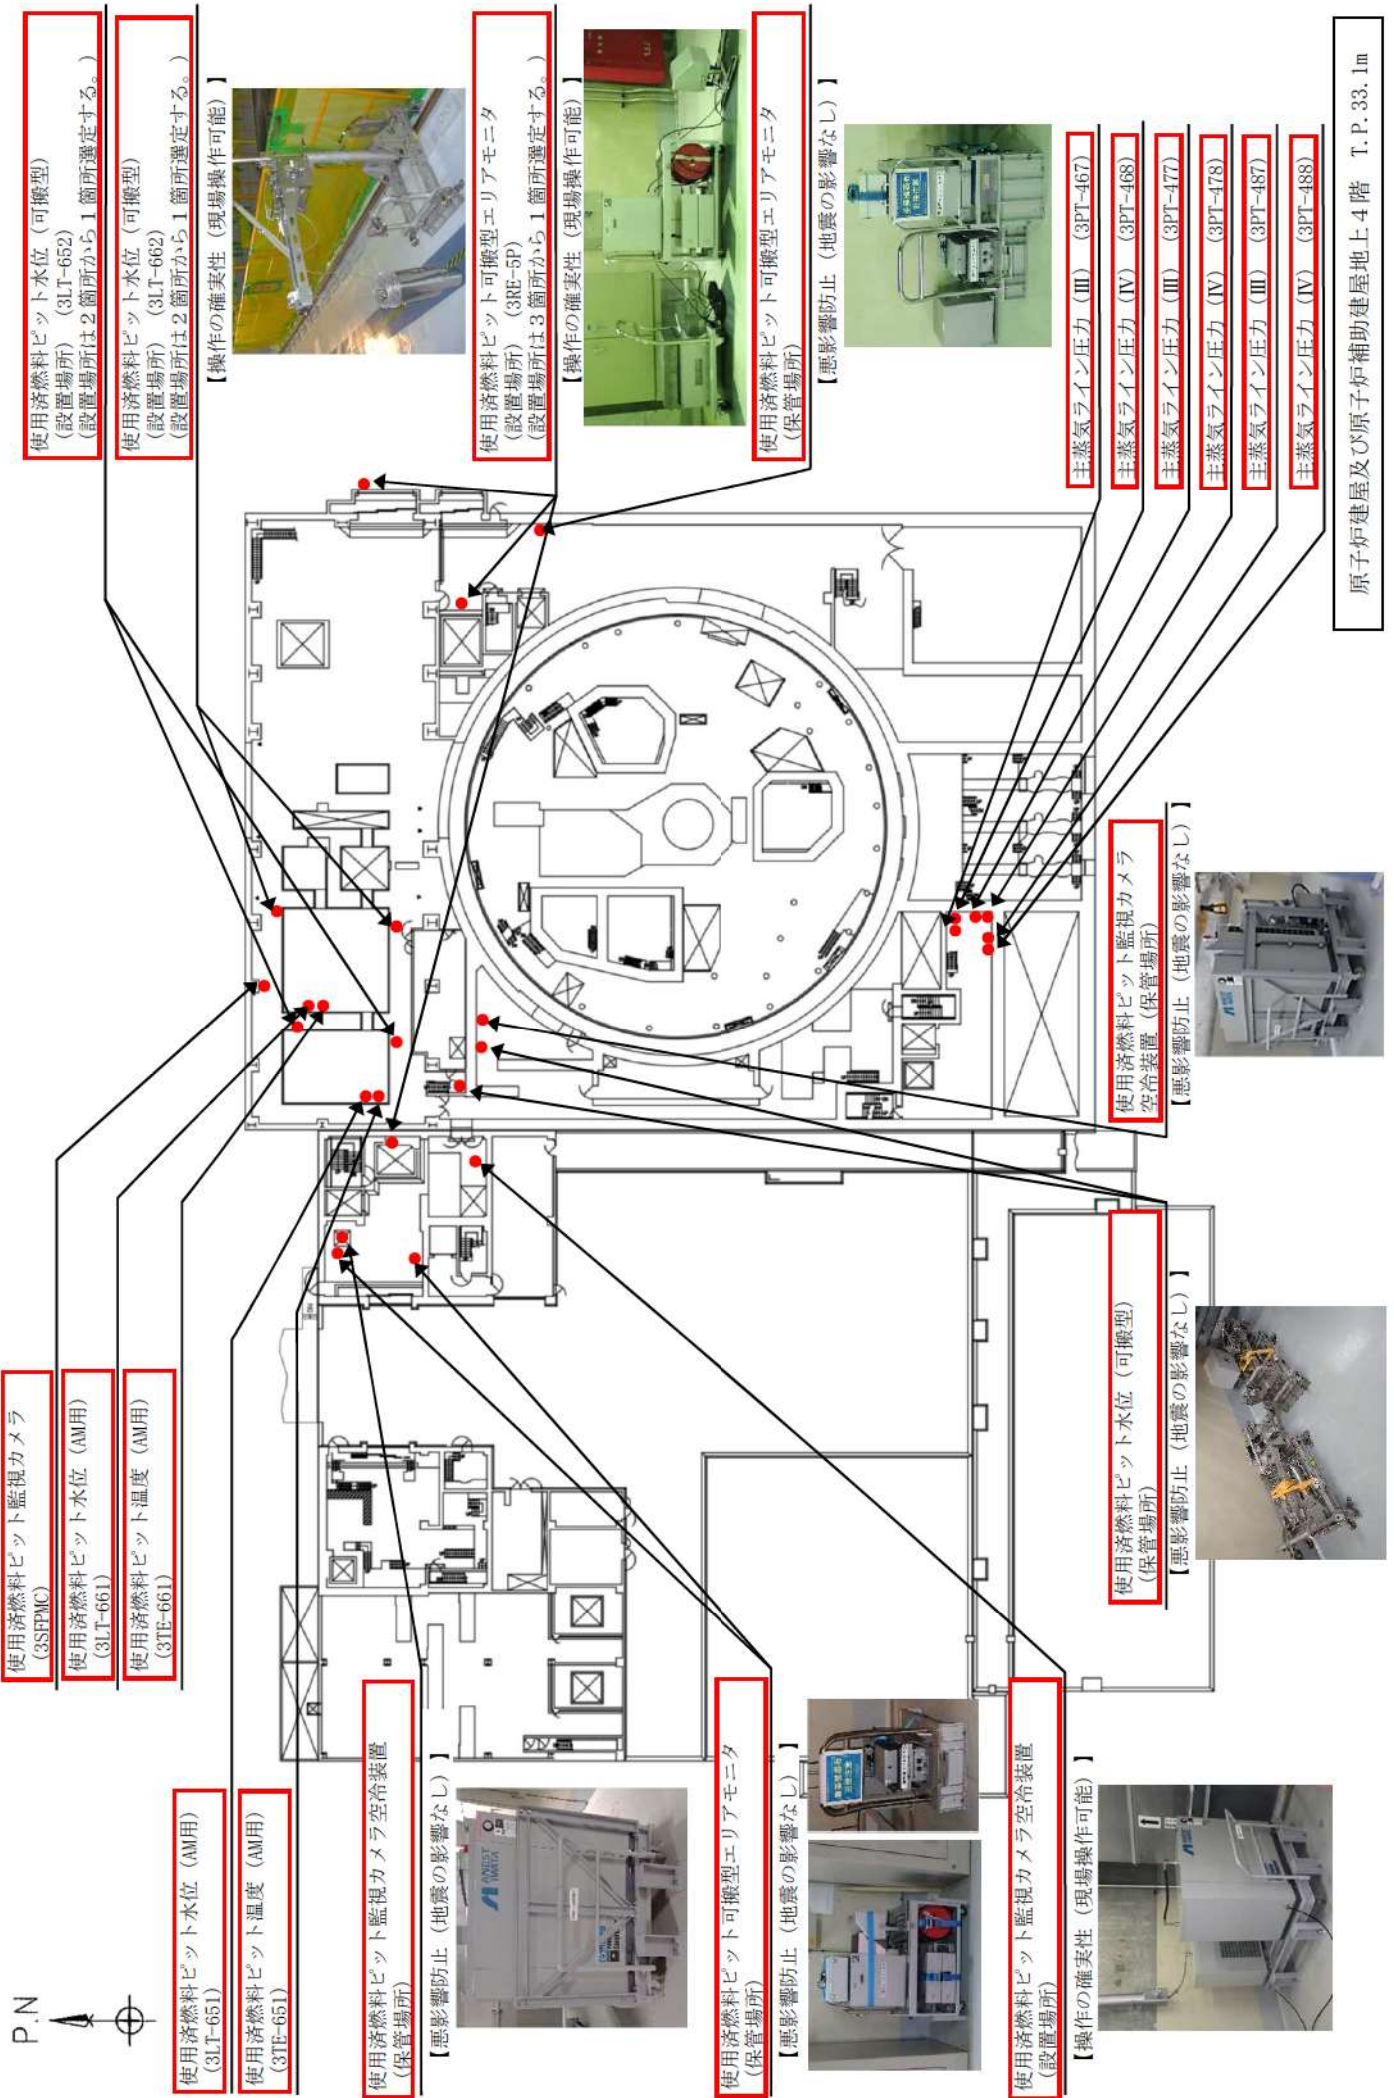 P.N
使用済燃料ピット監視カメラ
(3SFPMC)
使用済燃料ピット水位（AM用）
(3LT-661)
使用済燃料ピット温度（AM用）
(3TE-661)
使用済燃料ピット水位（AM用）
(3LT-651)
使用済燃料ピット温度（AM用）
(3TE-651)
使用済燃料ピット監視カメラ空冷装置
(保管場所)
【悪影響防止（地震の影響なし）】
ANEST
IWATA
使用済燃料ピット可搬型エリアモニタ
(保管場所)
【悪影響防止（地震の影響なし）】
使用済燃料ピット監視カメラ空冷装置
(設置場所)
【操作の確実性（現場操作可能）】
使用済燃料ピット水位（可搬型）
(設置場所)（3LT-652）
(設置場所は２箇所から１箇所選定する。)
使用済燃料ピット水位（可搬型）
(設置場所)（3LT-662）
(設置場所は２箇所から１箇所選定する。)
【操作の確実性（現場操作可能）】
使用済燃料ピット可搬型エリアモニタ
(設置場所)（3RE-5P）
(設置場所は３箇所から１箇所選定する。)
【操作の確実性（現場操作可能）】
使用済燃料ピット可搬型エリアモニタ
(保管場所)
【悪影響防止（地震の影響なし）】
主蒸気ライン圧力（Ⅲ）（3PT-467）
主蒸気ライン圧力（Ⅳ）（3PT-468）
主蒸気ライン圧力（Ⅲ）（3PT-477）
主蒸気ライン圧力（Ⅳ）（3PT-478）
主蒸気ライン圧力（Ⅲ）（3PT-487）
主蒸気ライン圧力（Ⅳ）（3PT-488）
使用済燃料ピット監視カメラ
空冷装置（保管場所）
【悪影響防止（地震の影響なし）】
使用済燃料ピット水位（可搬型）
(保管場所)
【悪影響防止（地震の影響なし）】
原子炉建屋及び原子炉補助建屋地上４階　T.P.33.1m